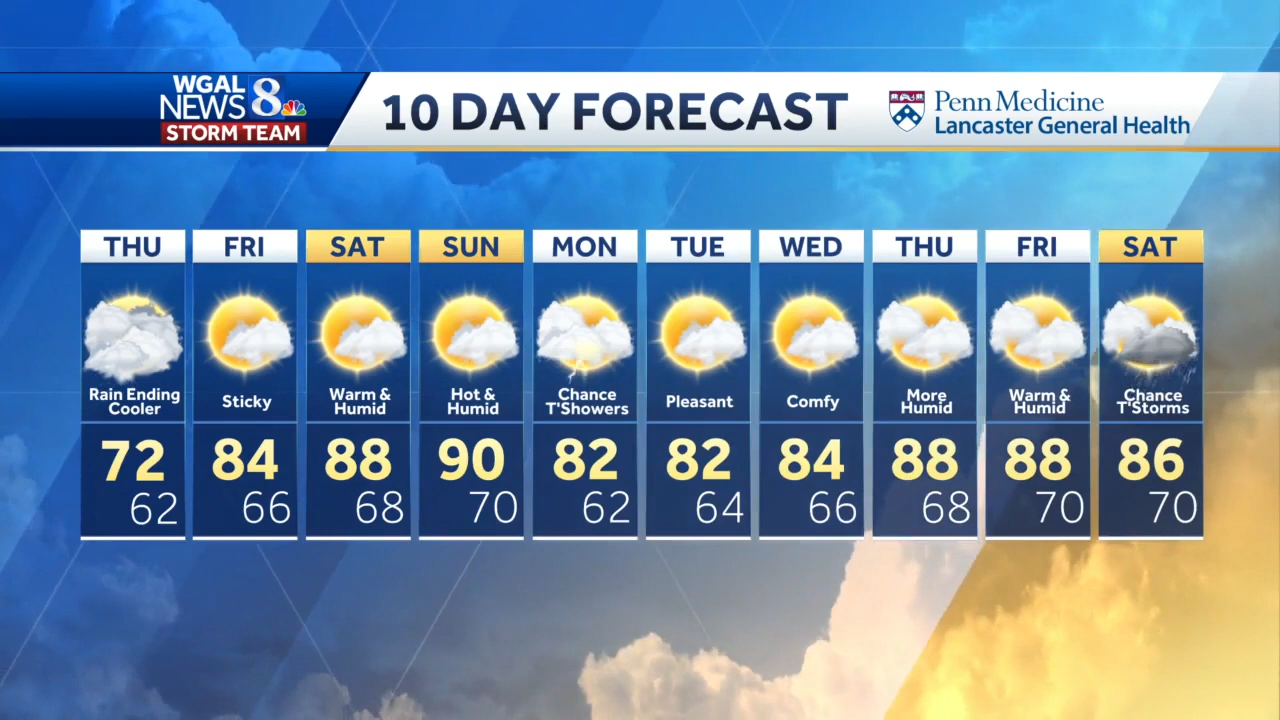 WGAL
NEWS 8
STORM TEAM
10 DAY FORECAST
Penn Medicine
Lancaster General Health
THU
Rain Ending
Cooler
72
62
FRI
Sticky
84
66
SAT
Warm &
Humid
88
68
SUN
Hot &
Humid
90
70
MON
Chance
T'Showers
82
62
TUE
Pleasant
82
64
WED
Comfy
84
66
THU
More
Humid
88
68
FRI
Warm &
Humid
88
70
SAT
Chance
T'Storms
86
70